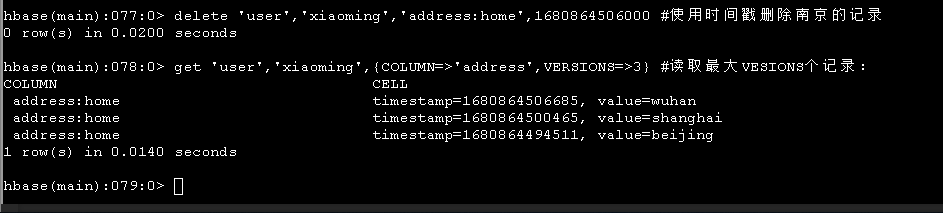 hbase(main):077:0> delete 'user','xiaoming','address:home',1680864506000 #使用时间戳删除南京的记录
0 row(s) in 0.0200 seconds
hbase(main):078:0> get 'user','xiaoming',{COLUMN=>'address',VERSIONS=>3} #读取最大VESIONS个记录：
COLUMN CELL
address:home timestamp=1680864506685, value=wuhan
address:home timestamp=1680864500465, value=shanghai
address:home timestamp=1680864494511, value=beijing
1 row(s) in 0.0140 seconds
hbase(main):079:0>